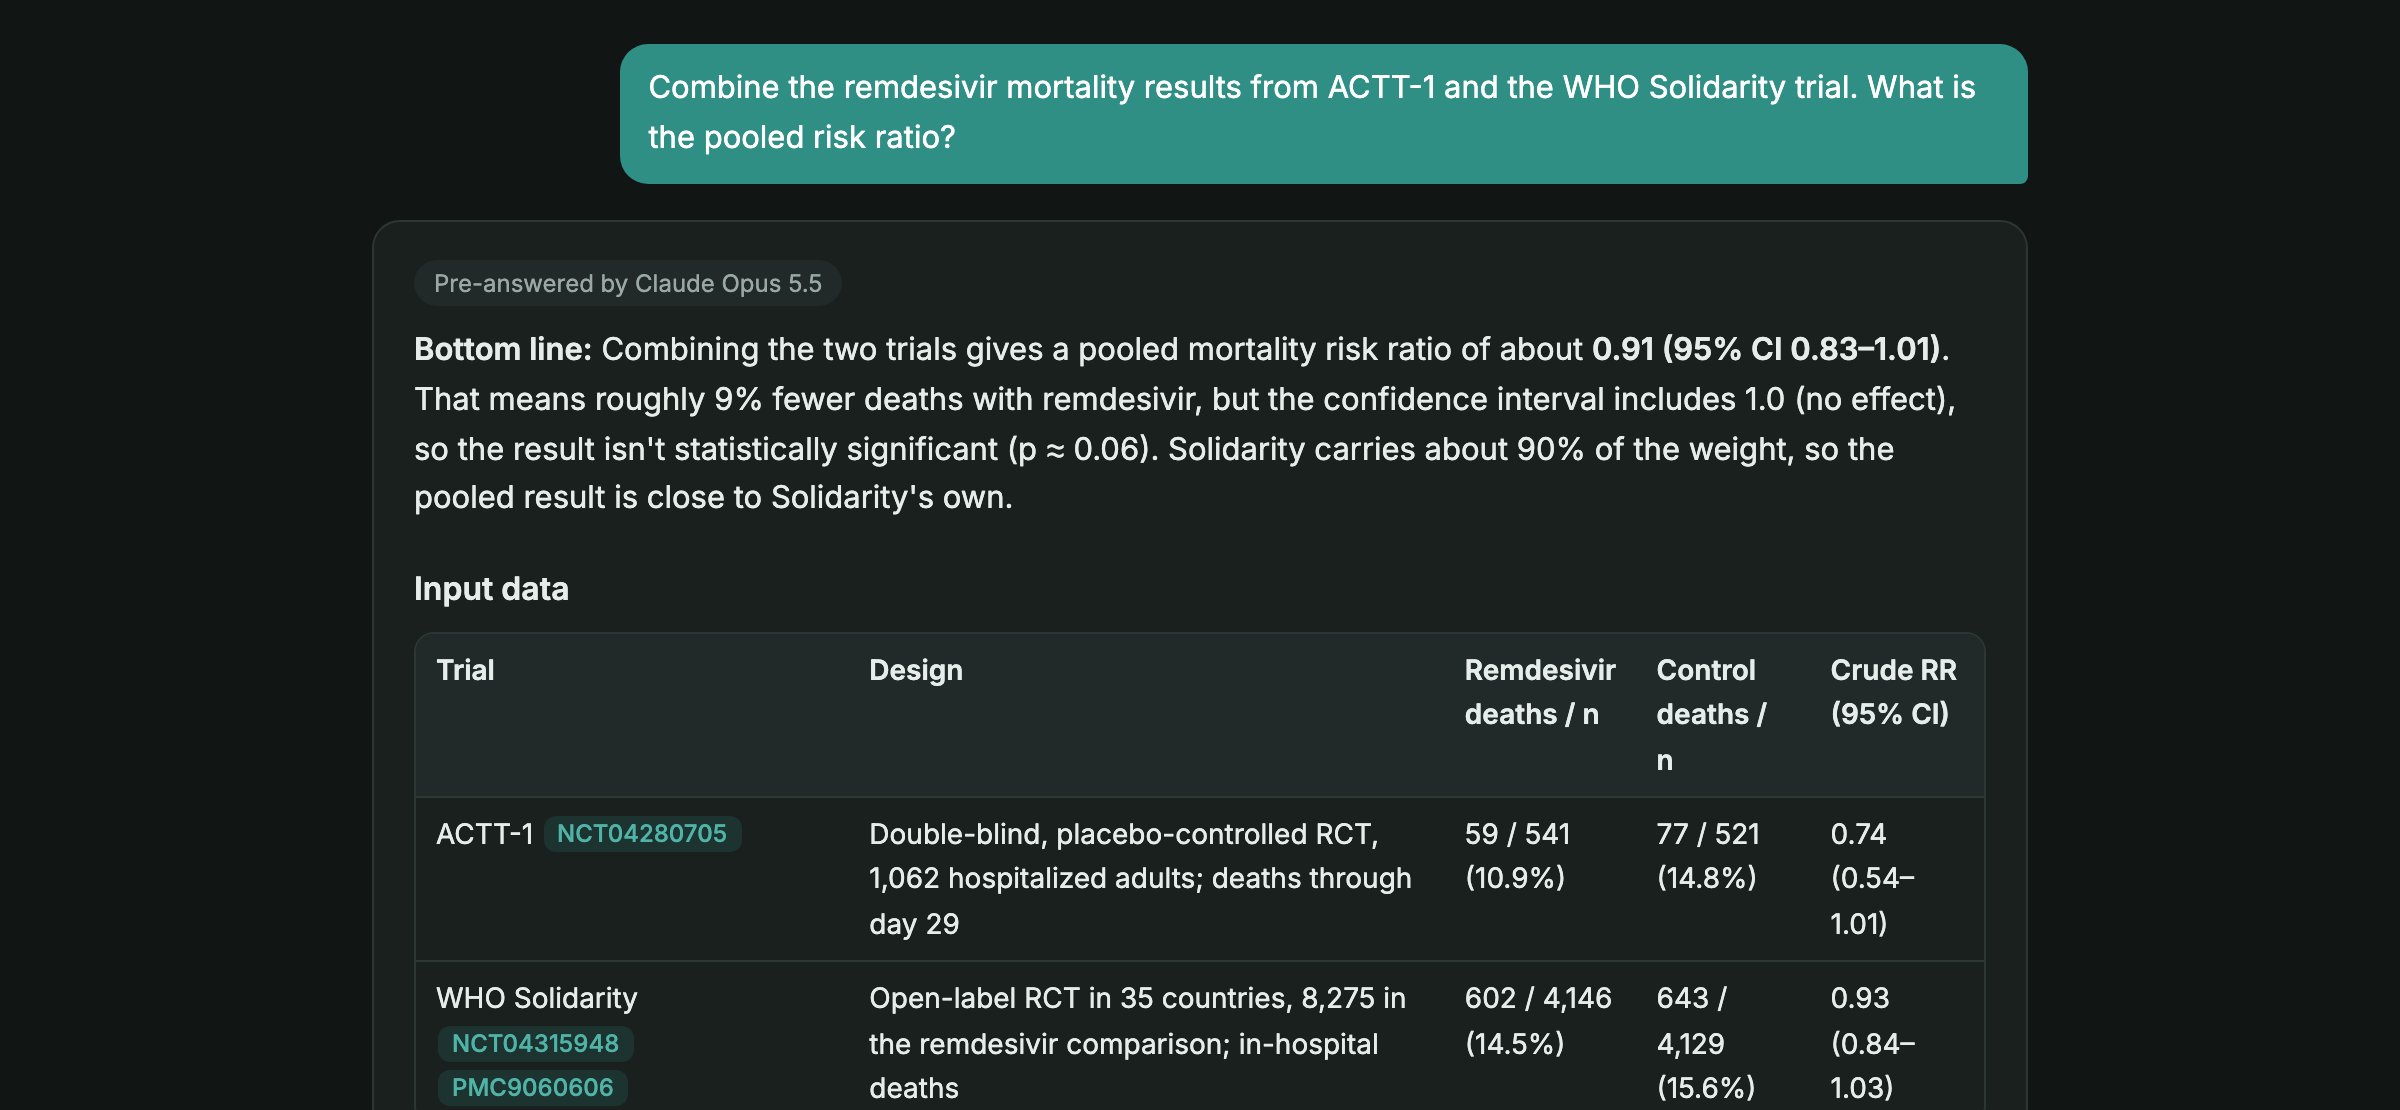 Combine the remdesivir mortality results from ACTT-1 and the WHO Solidarity trial. What is
the pooled risk ratio?
Pre-answered by Claude Opus 5.5
Bottom line: Combining the two trials gives a pooled mortality risk ratio of about 0.91 (95% CI 0.83–1.01).
That means roughly 9% fewer deaths with remdesivir, but the confidence interval includes 1.0 (no effect),
so the result isn't statistically significant (p ≈ 0.06). Solidarity carries about 90% of the weight, so the
pooled result is close to Solidarity's own.
Input data
Trial
Design
Remdesivir
deaths / n
Control
deaths /
n
Crude RR
(95% CI)
ACTT-1 NCT04280705
Double-blind, placebo-controlled RCT,
1,062 hospitalized adults; deaths through
day 29
59 / 541
(10.9%)
77 / 521
(14.8%)
0.74
(0.54–
1.01)
WHO Solidarity
NCT04315948
PMC9060606
Open-label RCT in 35 countries, 8,275 in
the remdesivir comparison; in-hospital
deaths
602 / 4,146
(14.5%)
643 /
4,129
(15.6%)
0.93
(0.84–
1.03)